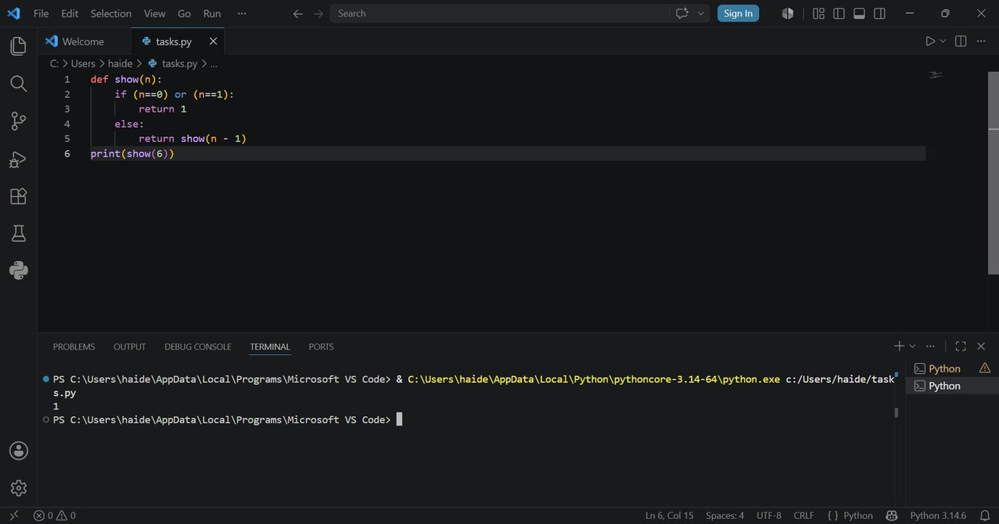 File Edit Selection View Go Run ··· Search Sign In
Welcome tasks.py
C: > Users > haide > tasks.py > ...
1 def show(n):
2     if (n==0) or (n==1):
3         return 1
4     else:
5         return show(n - 1)
6 print(show(6))
PROBLEMS OUTPUT DEBUG CONSOLE TERMINAL PORTS
PS C:\Users\haide\AppData\Local\Programs\Microsoft VS Code> & C:\Users\haide\AppData\Local\Python\pythoncore-3.14-64\python.exe c:/Users/haide/task
s.py
1
PS C:\Users\haide\AppData\Local\Programs\Microsoft VS Code>
Python
Python
0 0 Ln 6, Col 15 Spaces: 4 UTF-8 CRLF { } Python Python 3.14.6